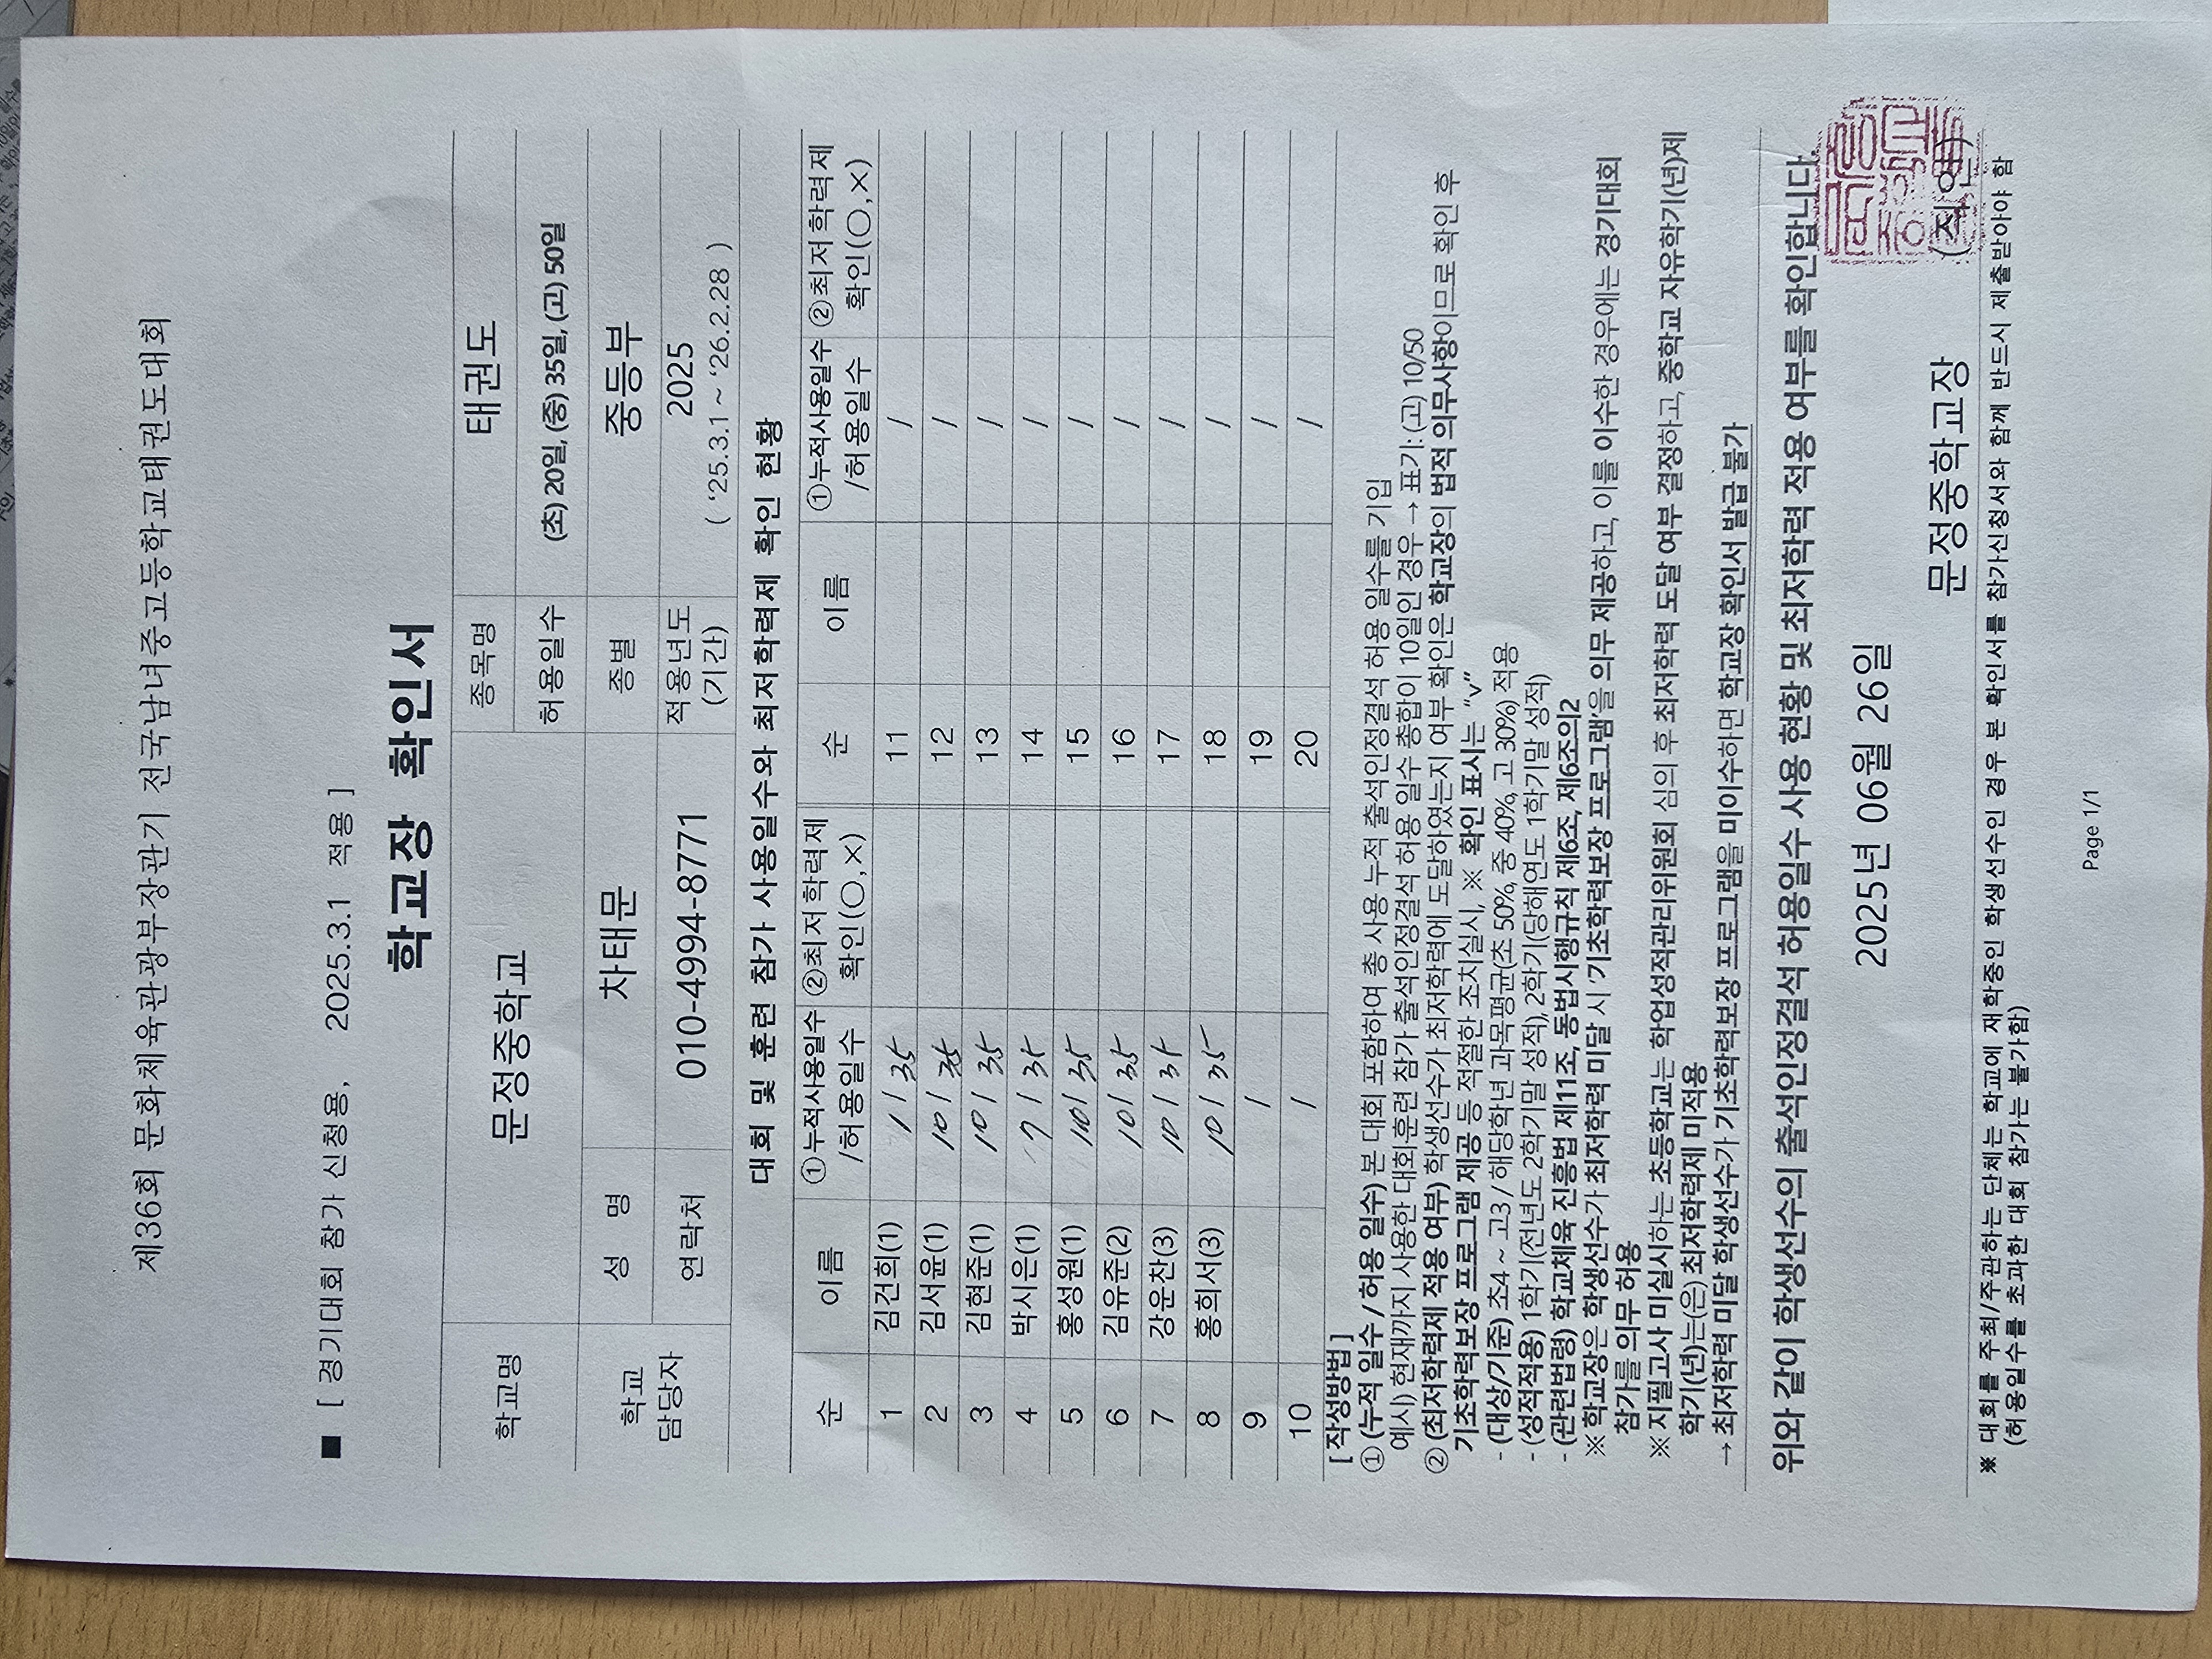 제36회 문화체육관광부장관기 전국남녀중고등학교태권도대회
■ [ 경기대회 참가 신청용, 2025.3.1 적용 ]
학교장 확인서
학교명 문정중학교 종목명 태권도
허용일수 (초) 20일, (중) 35일, (고) 50일
학교 담당자 성 명 차태문 종별 중등부
연락처 010-4994-8771 적용년도 (기간) 2025 ( '25.3.1 ~ '26.2.28 )
대회 및 훈련 참가 사용일수와 최저학력제 확인 현황
순 이름 ①누적사용일수 /허용일수 ②최저학력제 확인(○,×) 순 이름 ①누적사용일수 /허용일수 ②최저학력제 확인(○,×)
1 김건희(1) 1 / 35 11 /
2 김서윤(1) 10 / 35 12 /
3 김현준(1) 10 / 35 13 /
4 박시은(1) 7 / 35 14 /
5 홍성원(1) 10 / 35 15 /
6 김유준(2) 10 / 35 16 /
7 강운찬(3) 10 / 35 17 /
8 홍희서(3) 10 / 35 18 /
9 / 19 /
10 / 20 /
[ 작성방법 ]
① (누적 일수 / 허용 일수) 본 대회 포함하여 총 사용 누적 출석인정결석 허용 일수를 기입
예시) 현재까지 사용한 대회훈련 참가 출석인정결석 허용 일수 총합이 10일인 경우 → 표기: (고) 10/50
② (최저학력제 적용 여부) 학생선수가 최저학력에 도달하였는지 여부 확인은 학교장의 법적 의무사항이므로 확인 후
기초학력보장 프로그램 제공 등 적절한 조치실시, ※ 확인 표시는 "v"
- (대상/기준) 초4 ~ 고3 / 해당학년 과목평균(초 50%, 중 40%, 고 30%) 적용
- (성적적용) 1학기(전년도 2학기말 성적), 2학기(당해연도 1학기말 성적)
- (관련법령) 학교체육 진흥법 제11조, 동법시행규칙 제6조, 제6조의2
※ 학교장은 학생선수가 최저학력 미달 시 '기초학력보장 프로그램'을 의무 제공하고, 이를 이수한 경우에는 경기대회
참가를 의무 허용
※ 지필고사 미실시하는 초등학교는 학업성적관리위원회 심의 후 최저학력 도달 여부 결정하고, 중학교 자유학기(년)제
학기(년)는(은) 최저학력제 미적용
→ 최저학력 미달 학생선수가 기초학력보장 프로그램을 미이수하면 학교장 확인서 발급 불가
위와 같이 학생선수의 출석인정결석 허용일수 사용 현황 및 최저학력 적용 여부를 확인합니다.
2025년 06월 26일
문정중학교장 (직인)
※ 대회를 주최/주관하는 단체는 학교에 재학중인 학생선수인 경우 본 확인서를 참가신청서와 함께 반드시 제출받아야 함
(허용일수를 초과한 대회 참가는 불가함)
Page 1/1